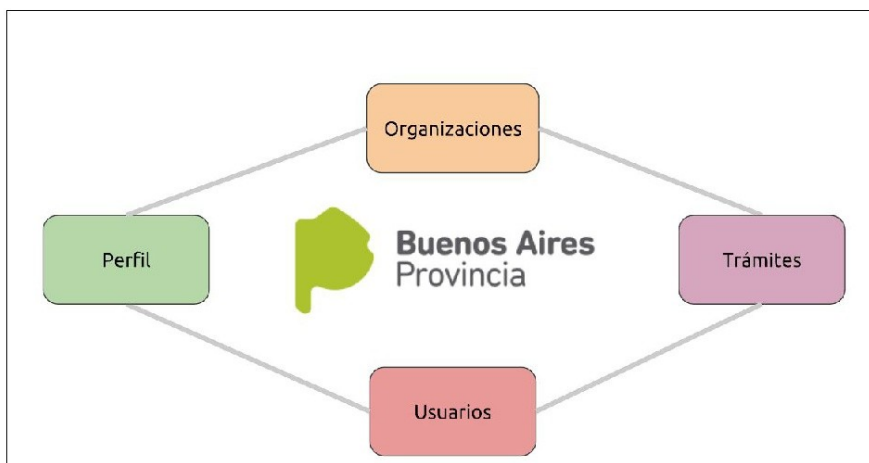 Organizaciones
Perfil
Buenos Aires
Provincia
Trámites
Usuarios